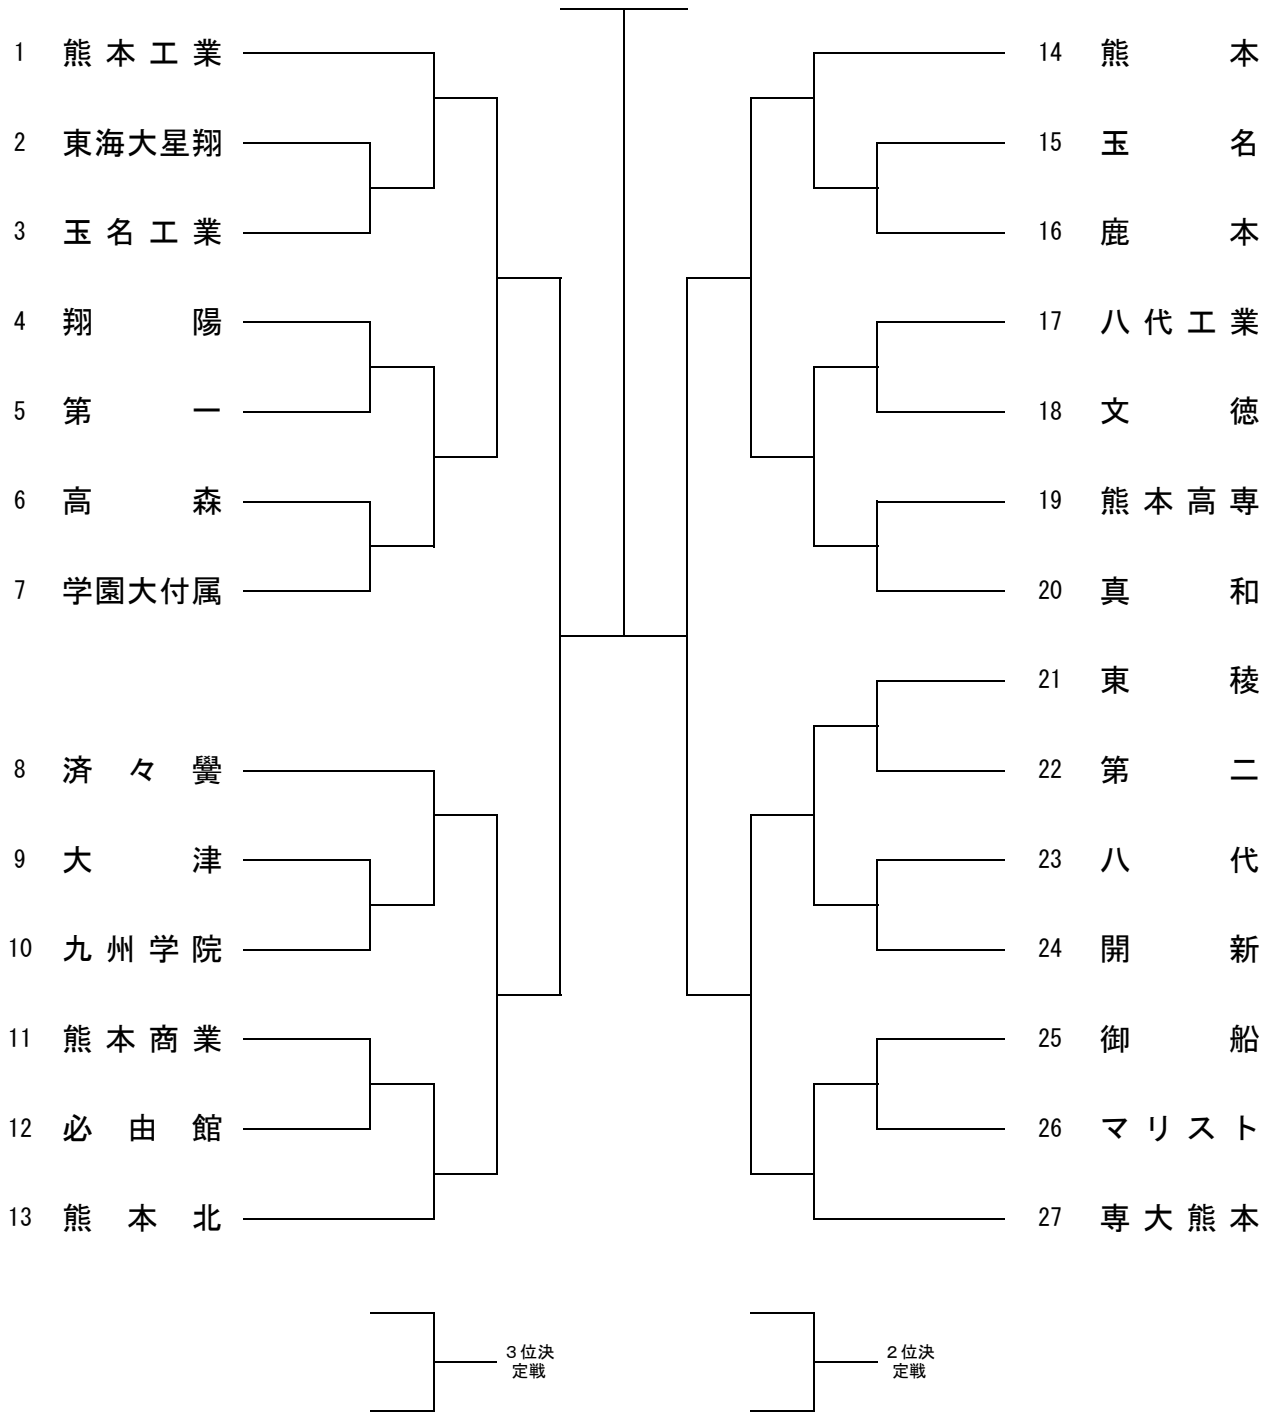 1 熊本工業
2 東海大星翔
3 玉名工業
4 翔陽
5 第一
6 高森
7 学園大付属
8 済々黌
9 大津
10 九州学院
11 熊本商業
12 必由館
13 熊本北
14 熊本
15 玉名
16 鹿本
17 八代工業
18 文徳
19 熊本高専
20 真和
21 東稜
22 第二
23 八代
24 開新
25 御船
26 マリスト
27 専大熊本
3位決
定戦
2位決
定戦